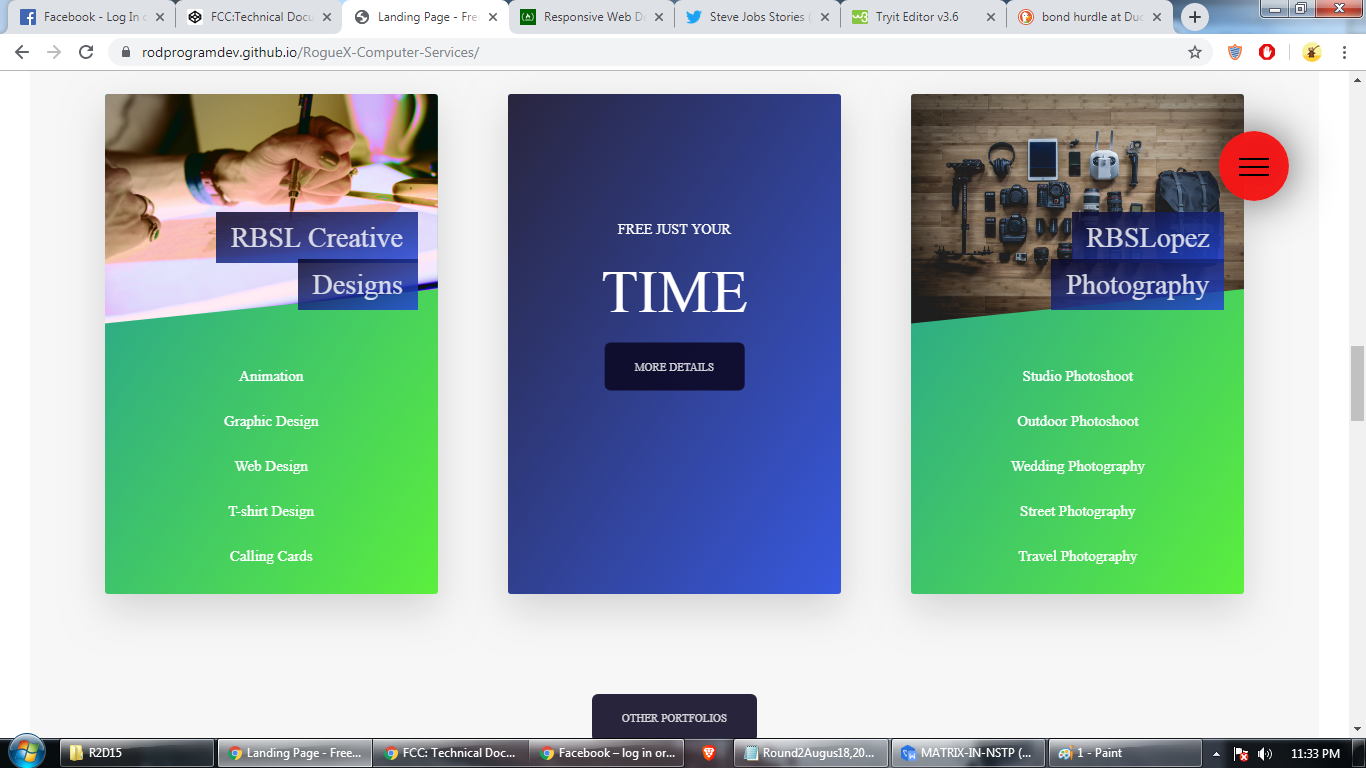 Facebook - Log In o
FCC:Technical Docu
Landing Page - Free
Responsive Web D
Steve Jobs Stories
Tryit Editor v3.6
bond hurdle at Duc
rodprogramdev.github.io/RogueX-Computer-Services/
RBSL Creative
Designs
Animation
Graphic Design
Web Design
T-shirt Design
Calling Cards
FREE JUST YOUR
TIME
MORE DETAILS
RBSLopez
Photography
Studio Photoshoot
Outdoor Photoshoot
Wedding Photography
Street Photography
Travel Photography
OTHER PORTFOLIOS
R2D15
Landing Page - Free...
FCC: Technical Doc...
Facebook – log in or...
Round2Augus18,20...
MATRIX-IN-NSTP (...
1 - Paint
11:33 PM